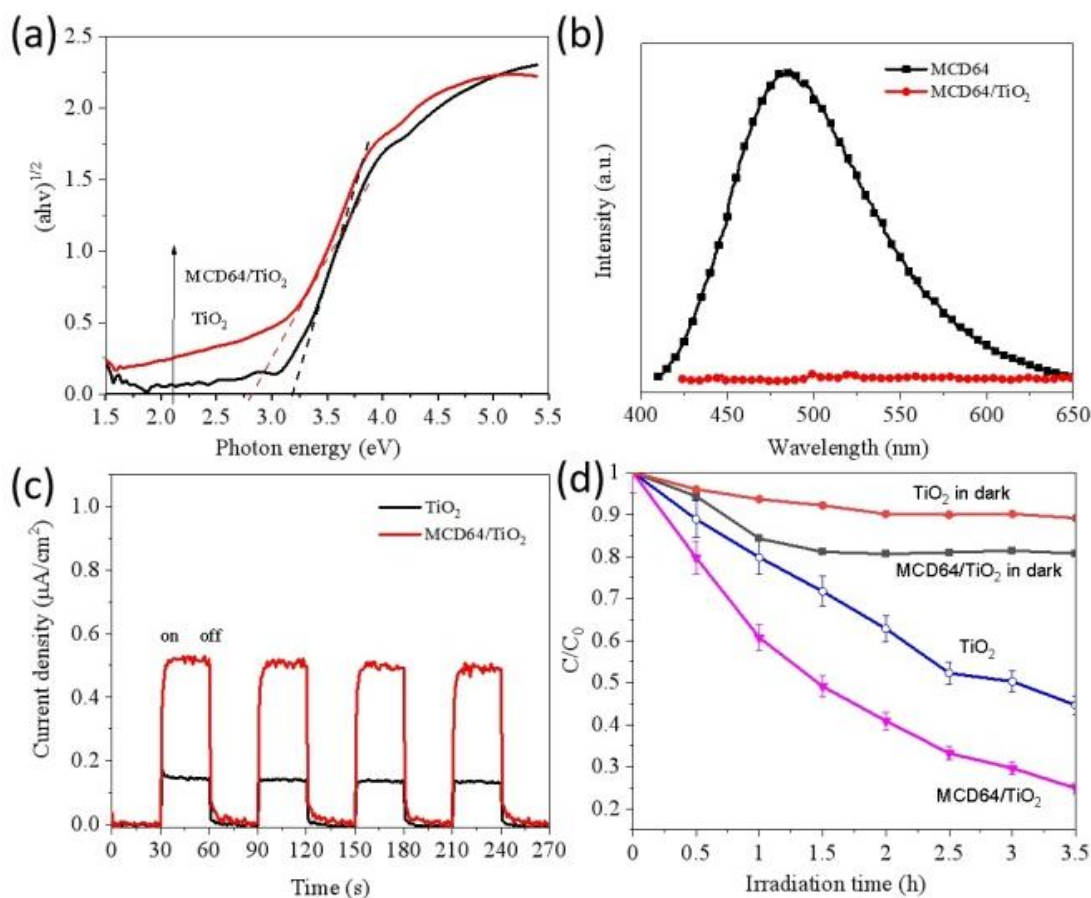 (a)
2.5
2.0
1.5
1.0
0.5
0.0
(ahv)1/2
MCD64/TiO2
TiO2
1.5 2.0 2.5 3.0 3.5 4.0 4.5 5.0 5.5
Photon energy (eV)
(b)
MCD64
MCD64/TiO2
Intensity (a.u.)
400 450 500 550 600 650
Wavelength (nm)
(c)
1.0
0.8
0.6
0.4
0.2
0.0
Current density (μA/cm2)
TiO2
MCD64/TiO2
on off
0 30 60 90 120 150 180 210 240 270
Time (s)
(d)
1
0.9
0.8
0.7
0.6
0.5
0.4
0.3
0.2
C/C0
TiO2 in dark
MCD64/TiO2 in dark
TiO2
MCD64/TiO2
0.5 1 1.5 2 2.5 3 3.5
Irradiation time (h)